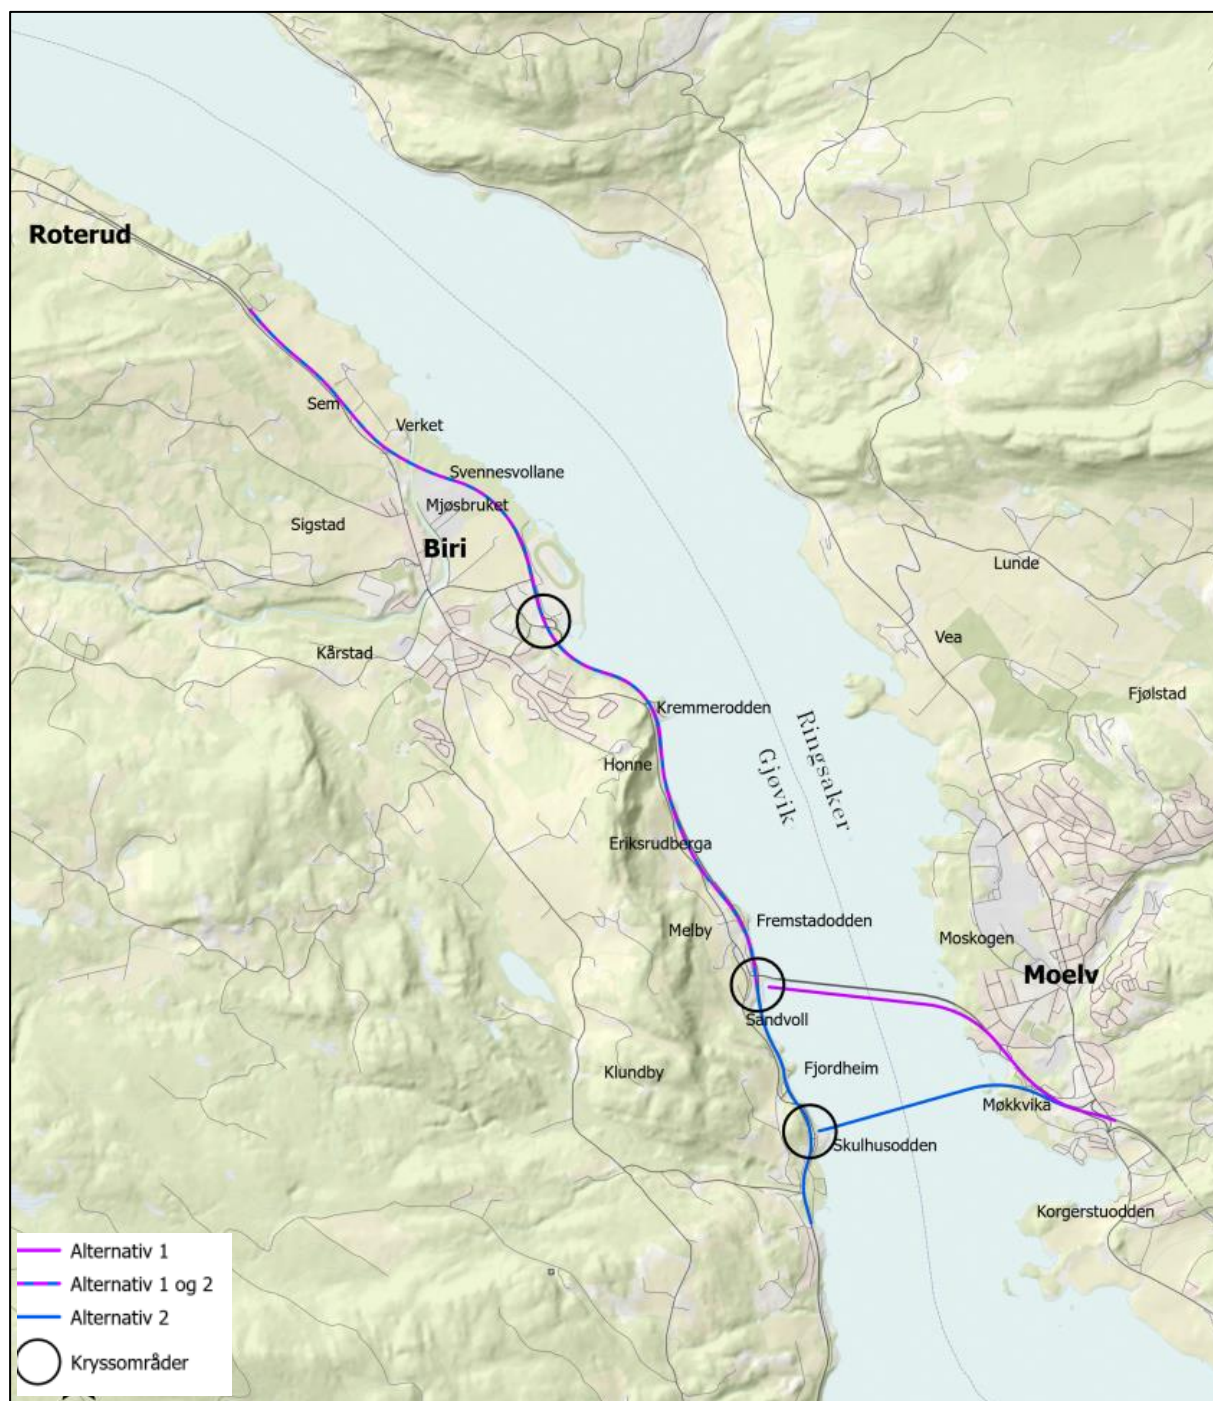 Roterud
Sem
Verket
Svennesvollane
Mjøsbruket
Sigstad
Biri
Lunde
Vea
Kårstad
Fjølstad
Kremmerodden
Ringsaker
Gjøvik
Honne
Eriksrudberga
Fremstadodden
Melby
Moskogen
Moelv
Sandvoll
Fjordheim
Klundby
Møkkvika
Skulhusodden
Korgerstuodden
Alternativ 1
Alternativ 1 og 2
Alternativ 2
Kryssområder